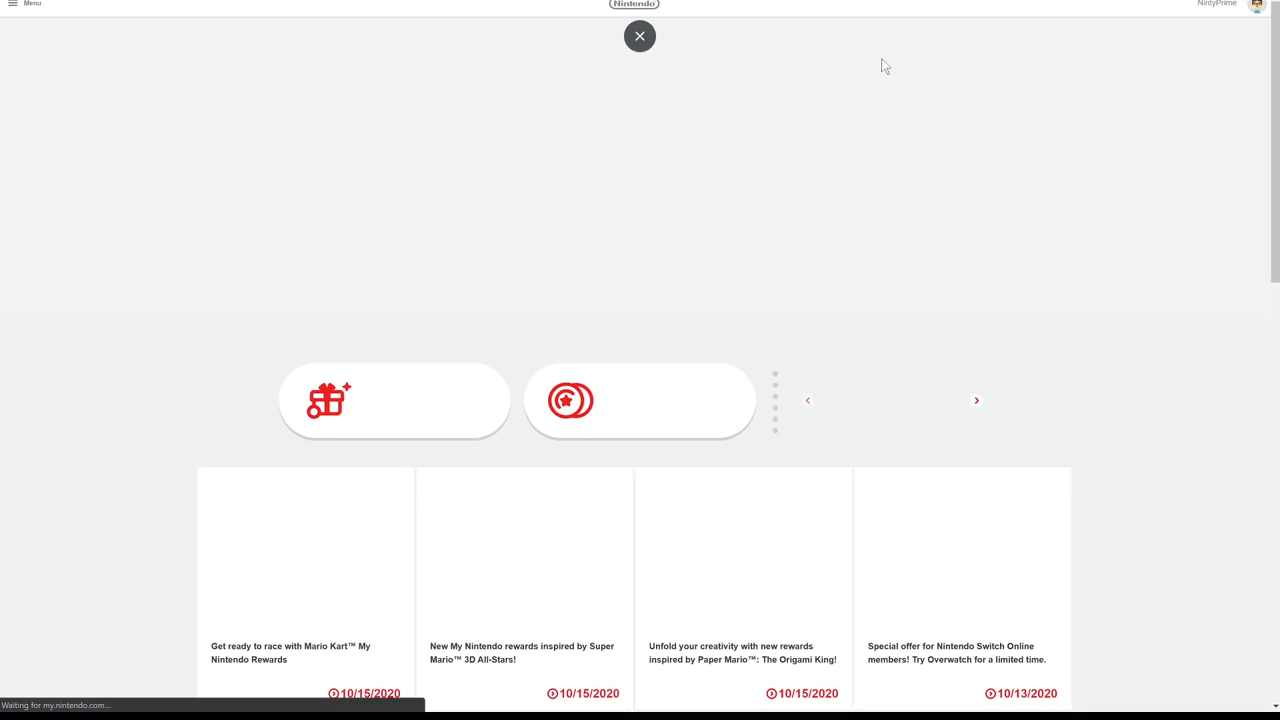 Menu
Nintendo
NintyPrime
Get ready to race with Mario Kart™ My
Nintendo Rewards
10/15/2020
New My Nintendo rewards inspired by Super
Mario™ 3D All-Stars!
10/15/2020
Unfold your creativity with new rewards
inspired by Paper Mario™: The Origami King!
10/15/2020
Special offer for Nintendo Switch Online
members! Try Overwatch for a limited time.
10/13/2020
Waiting for my.nintendo.com...